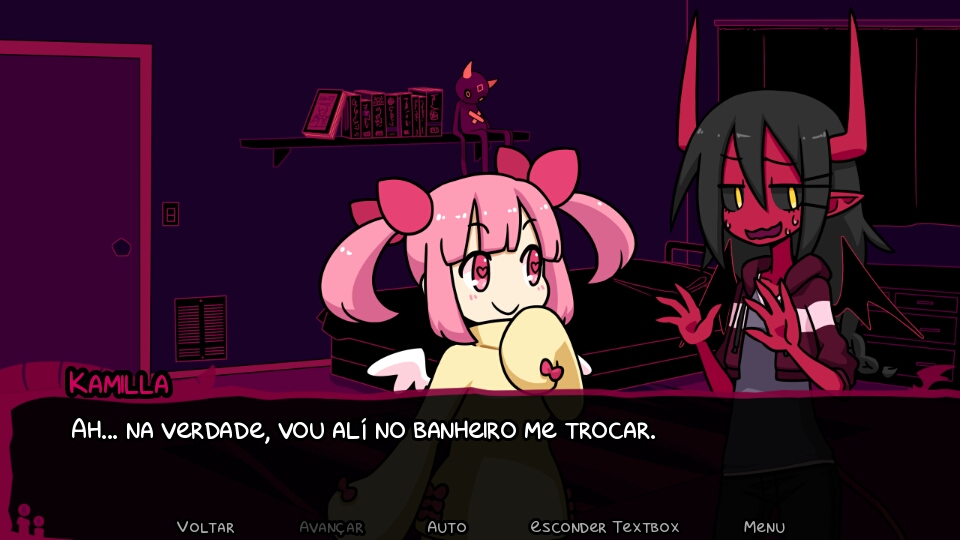 KAMILLA
AH... NA VERDADE, VOU ALÍ NO BANHEIRO ME TROCAR.
VOLTAR
AVANÇAR
AUTO
ESCONDER TEXTBOX
MENU